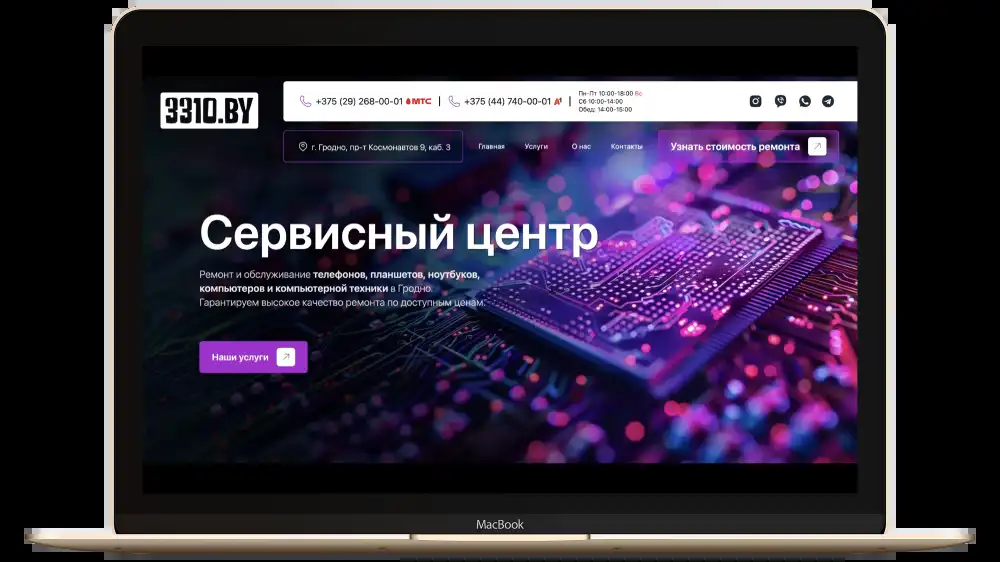 3310.BY
+375 (29) 268-00-01 МТС | +375 (44) 740-00-01 A1 |
Пн-Пт 10:00-18:00 Вс
Сб 10:00-14:00
Обед: 14:00-15:00
г. Гродно, пр-т Космонавтов 9, каб. 3
Главная Услуги О нас Контакты
Узнать стоимость ремонта
Сервисный центр
Ремонт и обслуживание телефонов, планшетов, ноутбуков,
компьютеров и компьютерной техники в Гродно.
Гарантируем высокое качество ремонта по доступным ценам.
Наши услуги
MacBook